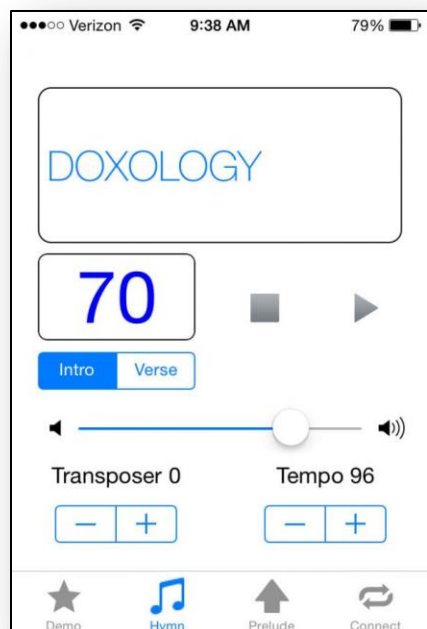 ●●●○○ Verizon 9:38 AM 79%
DOXOLOGY
70
Intro Verse
Transposer 0 Tempo 96
− + − +
Demo Hymn Prelude Connect